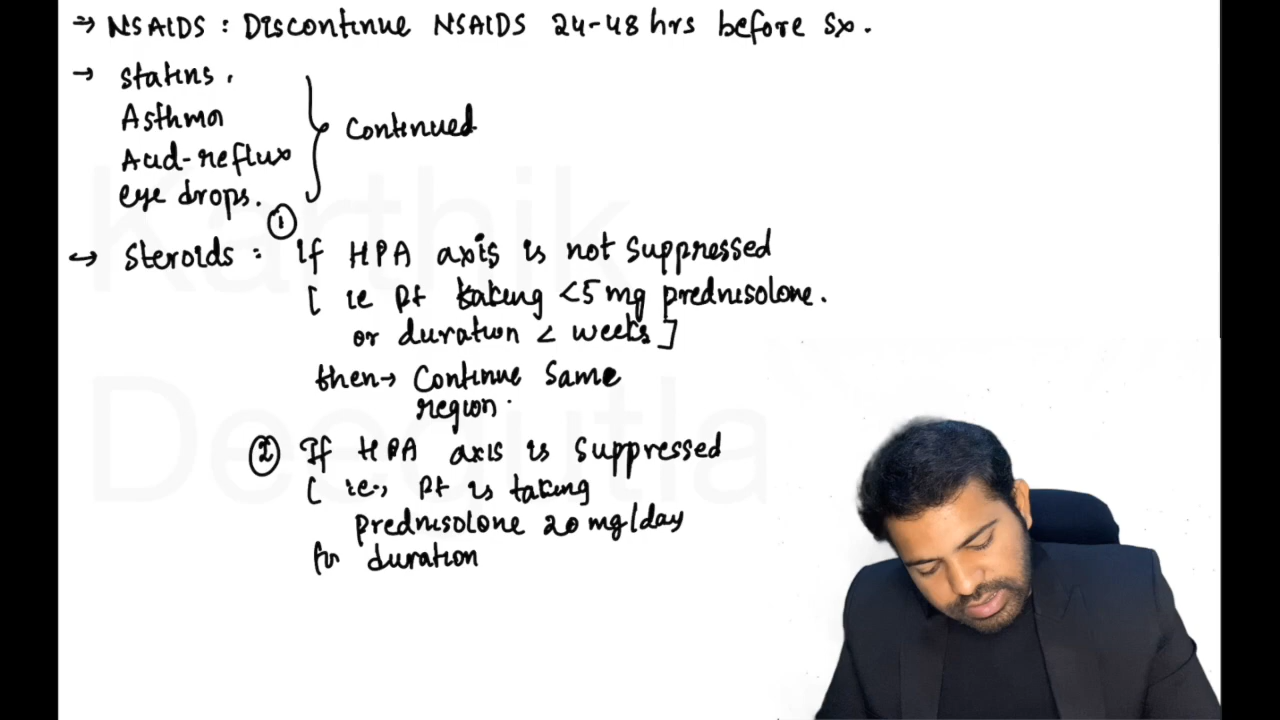 → NSAIDS : Discontinue NSAIDS 24-48 hrs before sx.
→ statins.
Asthma
Acid-reflux
eye drops.
} Continued
→ Steroids : ① If HPA axis is not suppressed
[ ie pt taking <5 mg prednisolone.
or duration < weeks ]
then → Continue same
region.
② If HPA axis is suppressed
[ ie., pt is taking
prednisolone 20 mg/day
for duration
Karthik
Deedutla